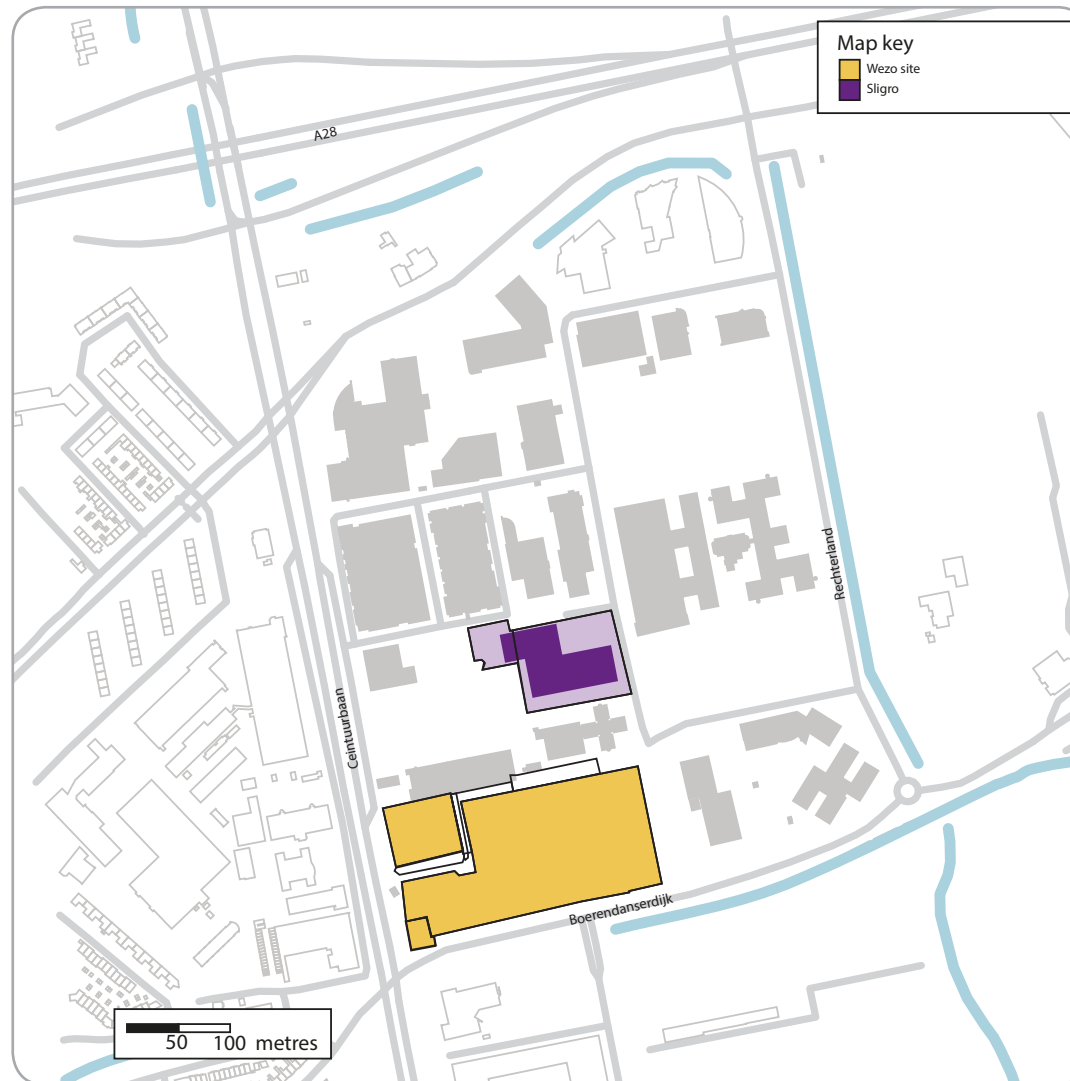 Map key
Wezo site
Sligro
A28
Rechterland
Ceintuurbaan
Boerendanserdijk
50 100 metres